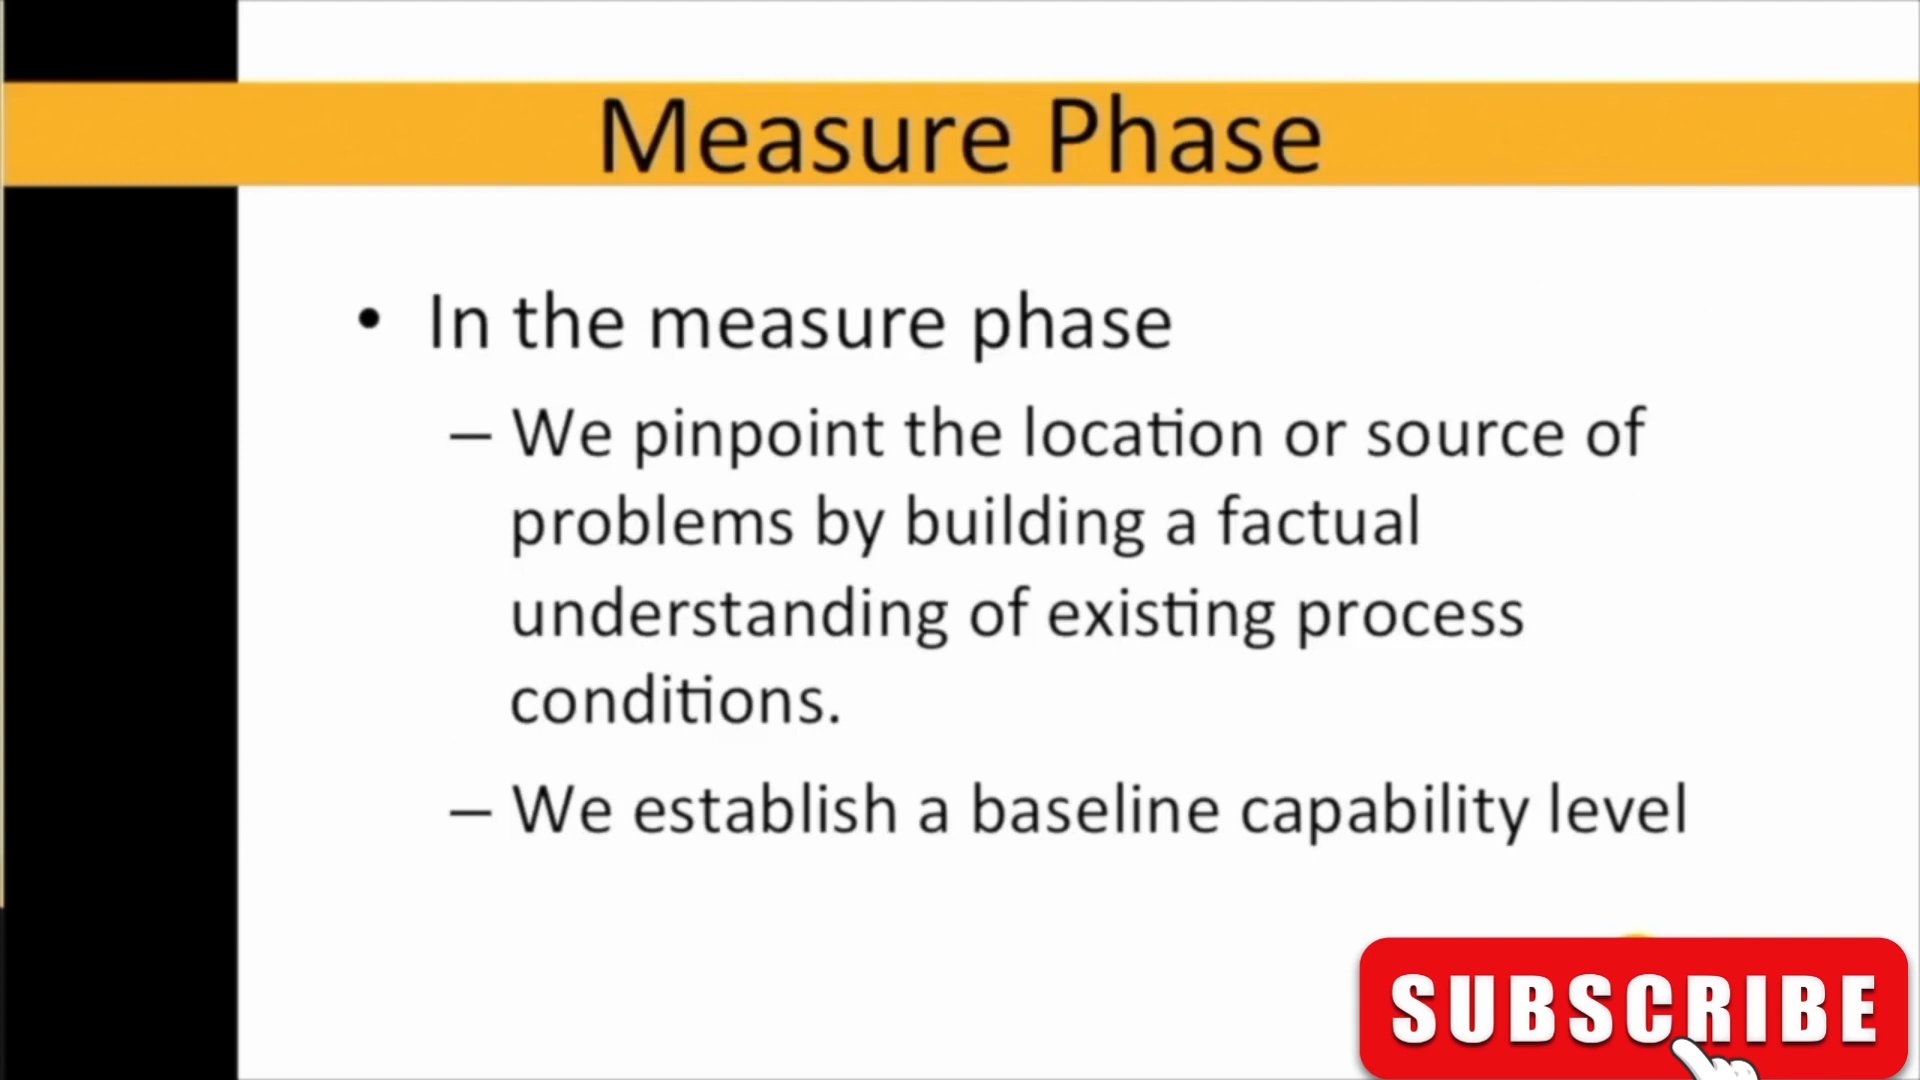 Measure Phase
• In the measure phase
– We pinpoint the location or source of
problems by building a factual
understanding of existing process
conditions.
– We establish a baseline capability level
SUBSCRIBE